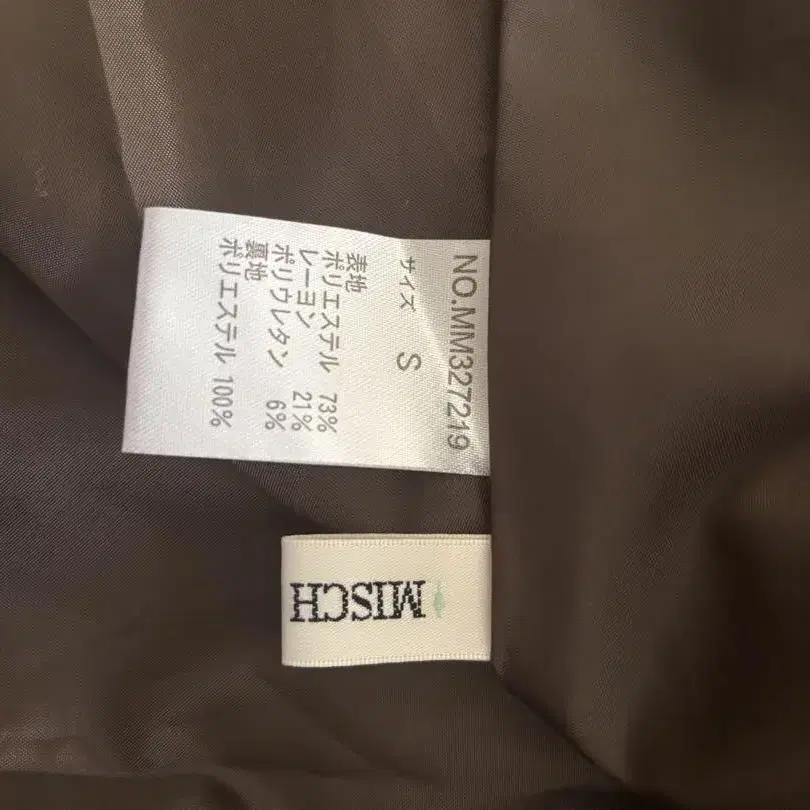 NO.MM327219
サイズ S
表地
ポリエステル 73%
レーヨン 21%
ポリウレタン 6%
裏地
ポリエステル 100%
MISCH